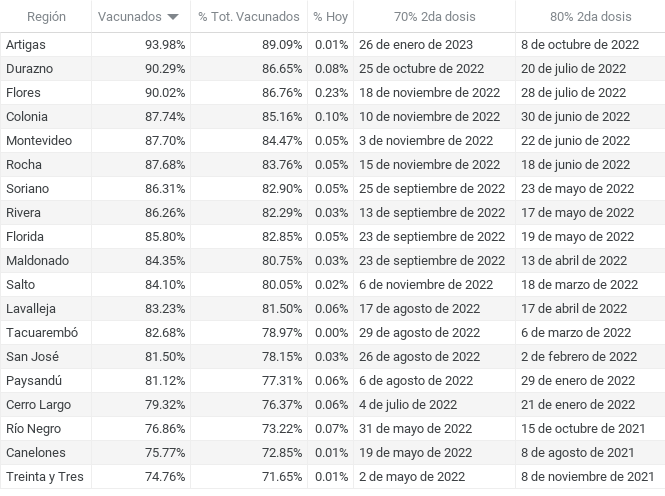 Región Vacunados % Tot. Vacunados % Hoy 70% 2da dosis 80% 2da dosis
Artigas 93.98% 89.09% 0.01% 26 de enero de 2023 8 de octubre de 2022
Durazno 90.29% 86.65% 0.08% 25 de octubre de 2022 20 de julio de 2022
Flores 90.02% 86.76% 0.23% 18 de noviembre de 2022 28 de julio de 2022
Colonia 87.74% 85.16% 0.10% 10 de noviembre de 2022 30 de junio de 2022
Montevideo 87.70% 84.47% 0.05% 3 de noviembre de 2022 22 de junio de 2022
Rocha 87.68% 83.76% 0.05% 15 de noviembre de 2022 18 de junio de 2022
Soriano 86.31% 82.90% 0.05% 25 de septiembre de 2022 23 de mayo de 2022
Rivera 86.26% 82.29% 0.03% 13 de septiembre de 2022 17 de mayo de 2022
Florida 85.80% 82.85% 0.05% 23 de septiembre de 2022 19 de mayo de 2022
Maldonado 84.35% 80.75% 0.03% 23 de septiembre de 2022 13 de abril de 2022
Salto 84.10% 80.05% 0.02% 6 de noviembre de 2022 18 de marzo de 2022
Lavalleja 83.23% 81.50% 0.06% 17 de agosto de 2022 17 de abril de 2022
Tacuarembó 82.68% 78.97% 0.00% 29 de agosto de 2022 6 de marzo de 2022
San José 81.50% 78.15% 0.03% 26 de agosto de 2022 2 de febrero de 2022
Paysandú 81.12% 77.31% 0.06% 6 de agosto de 2022 29 de enero de 2022
Cerro Largo 79.32% 76.37% 0.06% 4 de julio de 2022 21 de enero de 2022
Río Negro 76.86% 73.22% 0.07% 31 de mayo de 2022 15 de octubre de 2021
Canelones 75.77% 72.85% 0.01% 19 de mayo de 2022 8 de agosto de 2021
Treinta y Tres 74.76% 71.65% 0.01% 2 de mayo de 2022 8 de noviembre de 2021